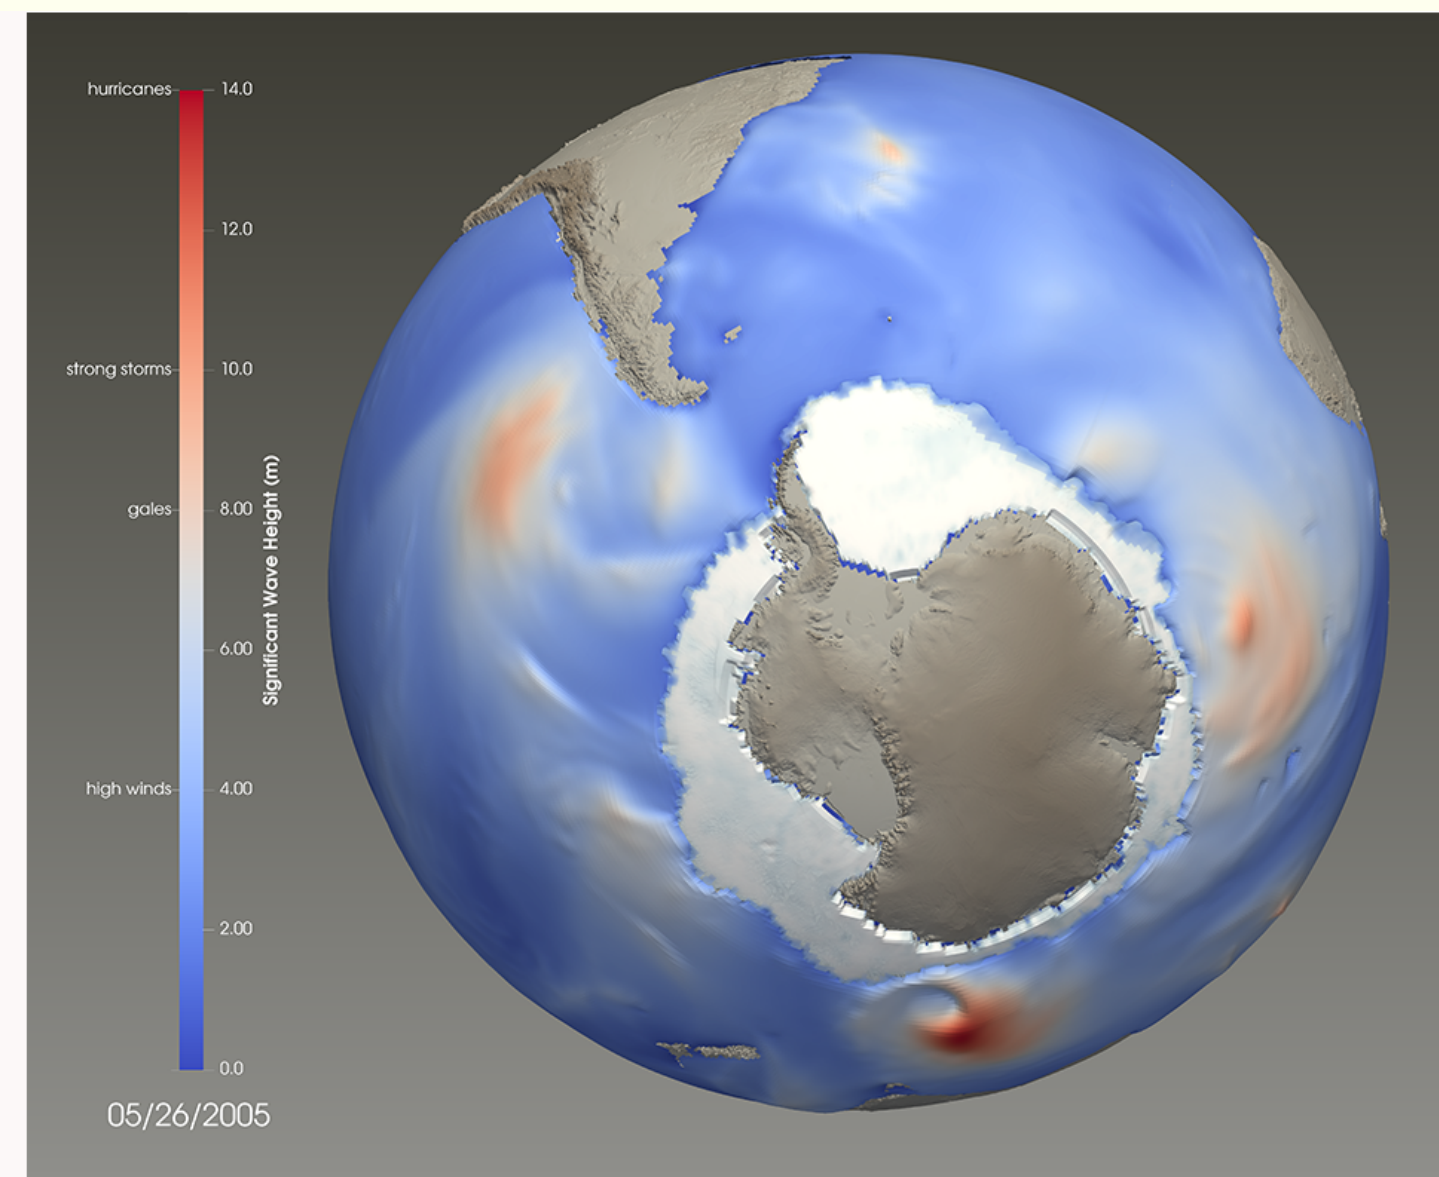 hurricanes 14.0
12.0
strong storms 10.0
gales 8.00
6.00
high winds 4.00
2.00
0.0
Significant Wave Height (m)
05/26/2005